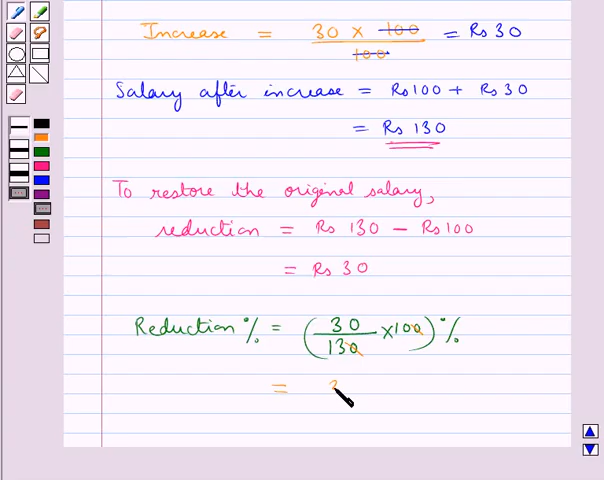 Increase = 30 × 100 / 100 = Rs 30
Salary after increase = Rs 100 + Rs 30
= Rs 130
To restore the original salary,
reduction = Rs 130 − Rs 100
= Rs 30
Reduction % = (30 / 130 × 100) %
=